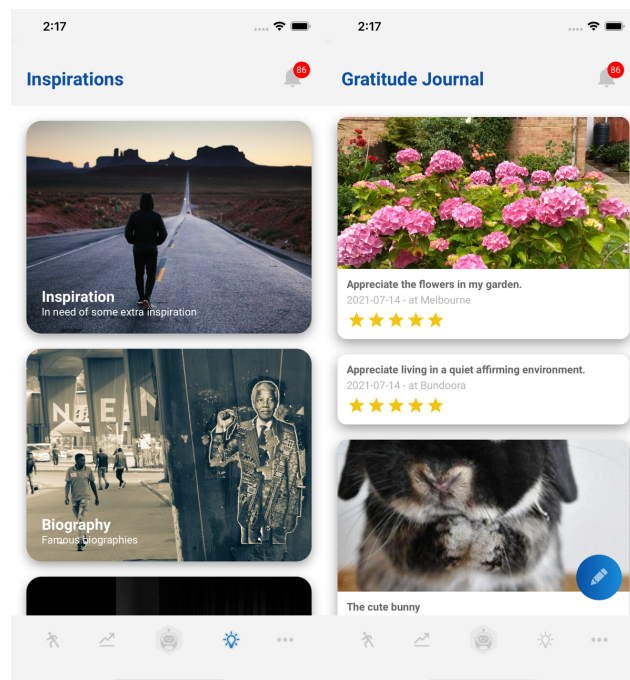 2:17
Inspirations
86
Inspiration
In need of some extra inspiration
Biography
Famous biographies
2:17
Gratitude Journal
86
Appreciate the flowers in my garden.
2021-07-14 - at Melbourne
Appreciate living in a quiet affirming environment.
2021-07-14 - at Bundoora
The cute bunny